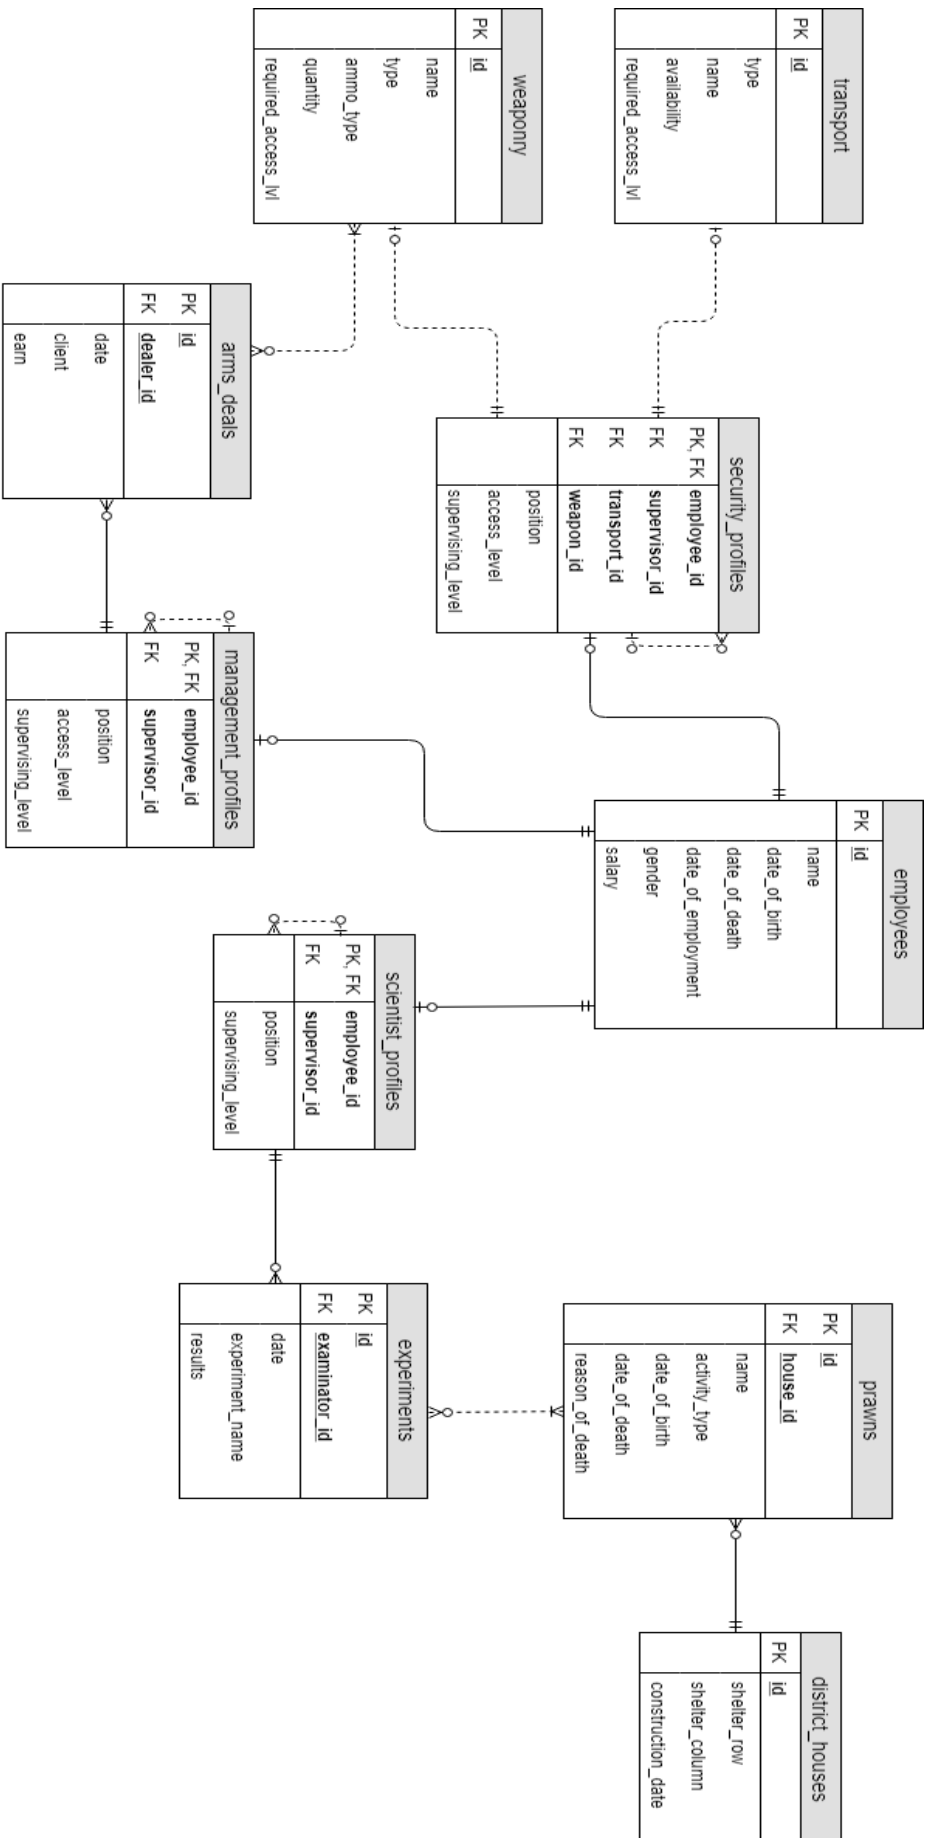 transport
PK id
type
name
availability
required_access_lvl
weaponry
PK id
name
type
ammo_type
quantity
required_access_lvl
security_profiles
PK, FK employee_id
FK supervisor_id
FK transport_id
FK weapon_id
position
access_level
supervising_level
arms_deals
PK id
FK dealer_id
date
client
earn
employees
PK id
name
date_of_birth
date_of_death
date_of_employment
gender
salary
management_profiles
PK, FK employee_id
FK supervisor_id
position
access_level
supervising_level
scientist_profiles
PK, FK employee_id
FK supervisor_id
position
supervising_level
prawns
PK id
FK house_id
name
activity_type
date_of_birth
date_of_death
reason_of_death
experiments
PK id
FK examinator_id
date
experiment_name
results
district_houses
PK id
shelter_row
shelter_column
construction_date